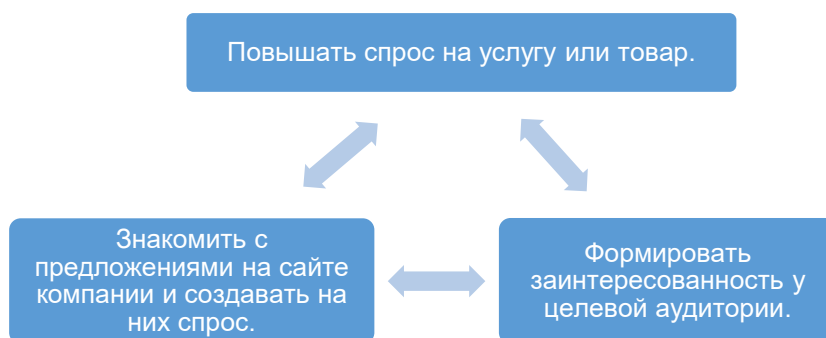 Повышать спрос на услугу или товар.
Знакомить с
предложениями на сайте
компании и создавать на
них спрос.
Формировать
заинтересованность у
целевой аудитории.